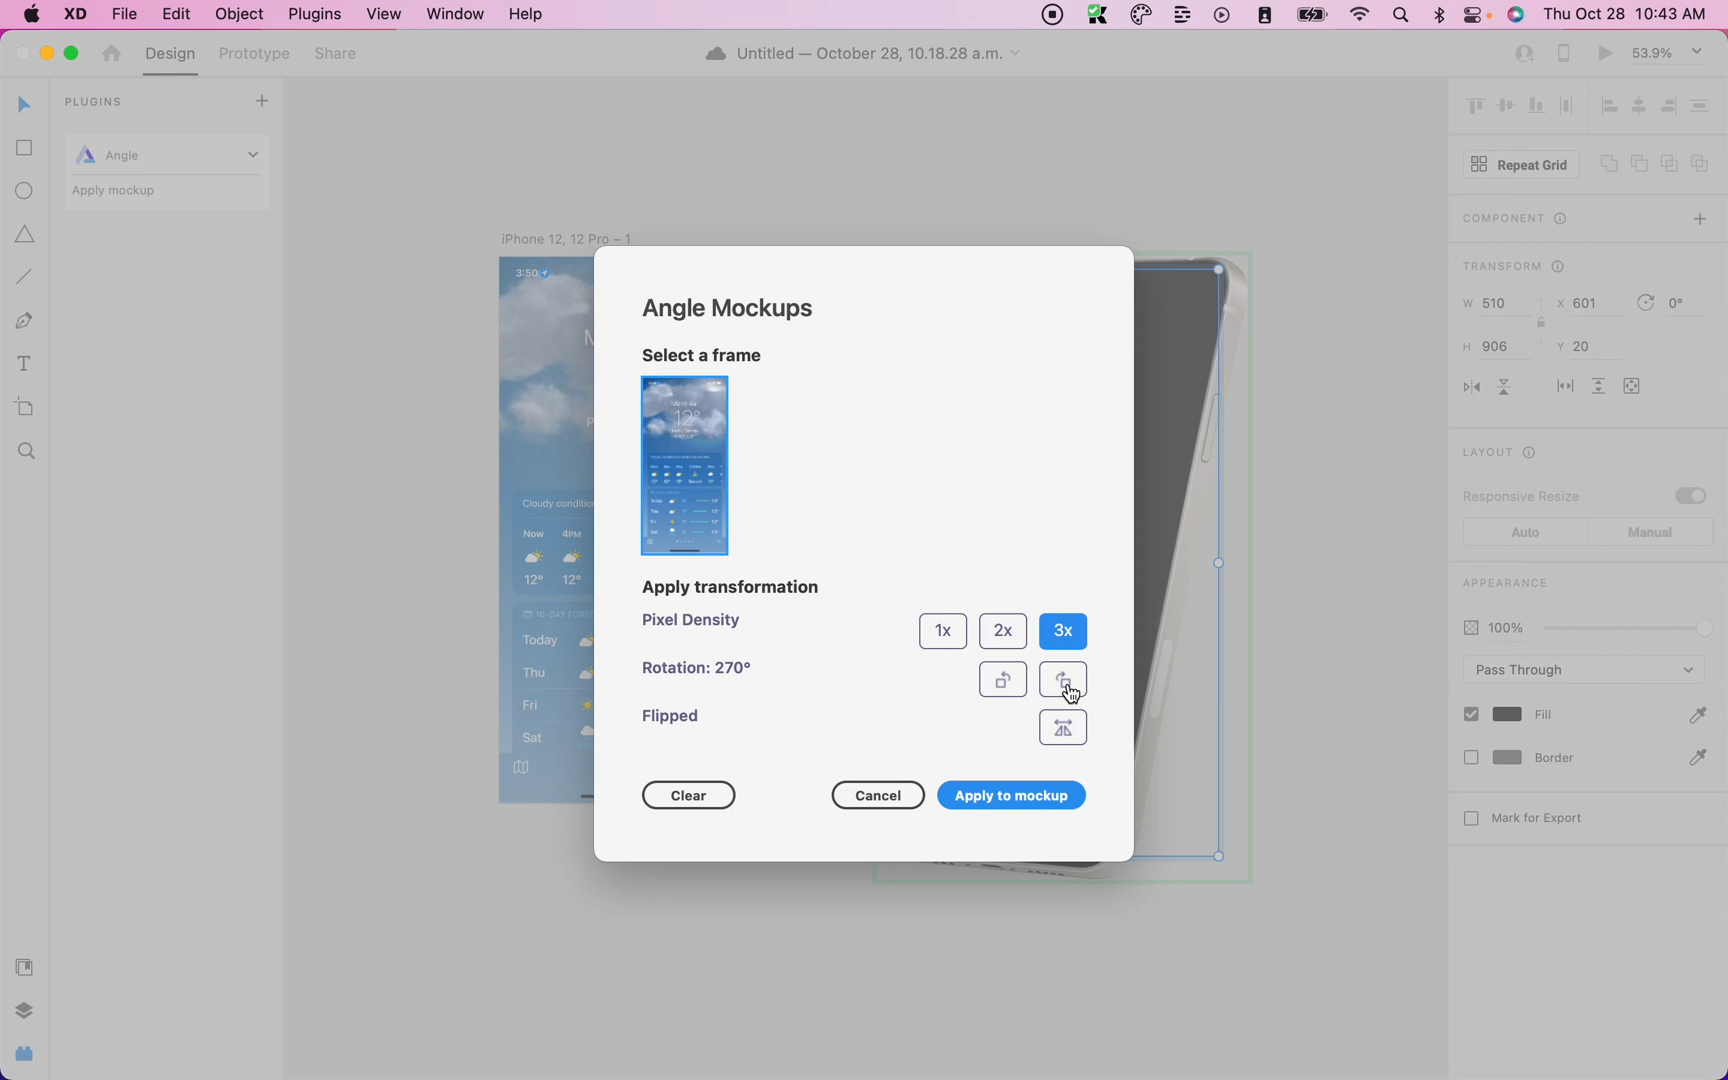 XD File Edit Object Plugins View Window Help
Thu Oct 28 10:43 AM
Design Prototype Share
Untitled — October 28, 10.18.28 a.m.
53.9%
PLUGINS
Angle
Apply mockup
iPhone 12, 12 Pro – 1
3:50
Cloudy conditio
Now 4PM
12° 12°
Today
Thu
Fri
Sat
Angle Mockups
Select a frame
12°
Apply transformation
Pixel Density
1x 2x 3x
Rotation: 270º
Flipped
Clear
Cancel
Apply to mockup
Repeat Grid
COMPONENT
TRANSFORM
W 510 X 601 0°
H 906 Y 20
LAYOUT
Responsive Resize
Auto Manual
APPEARANCE
100%
Pass Through
Fill
Border
Mark for Export